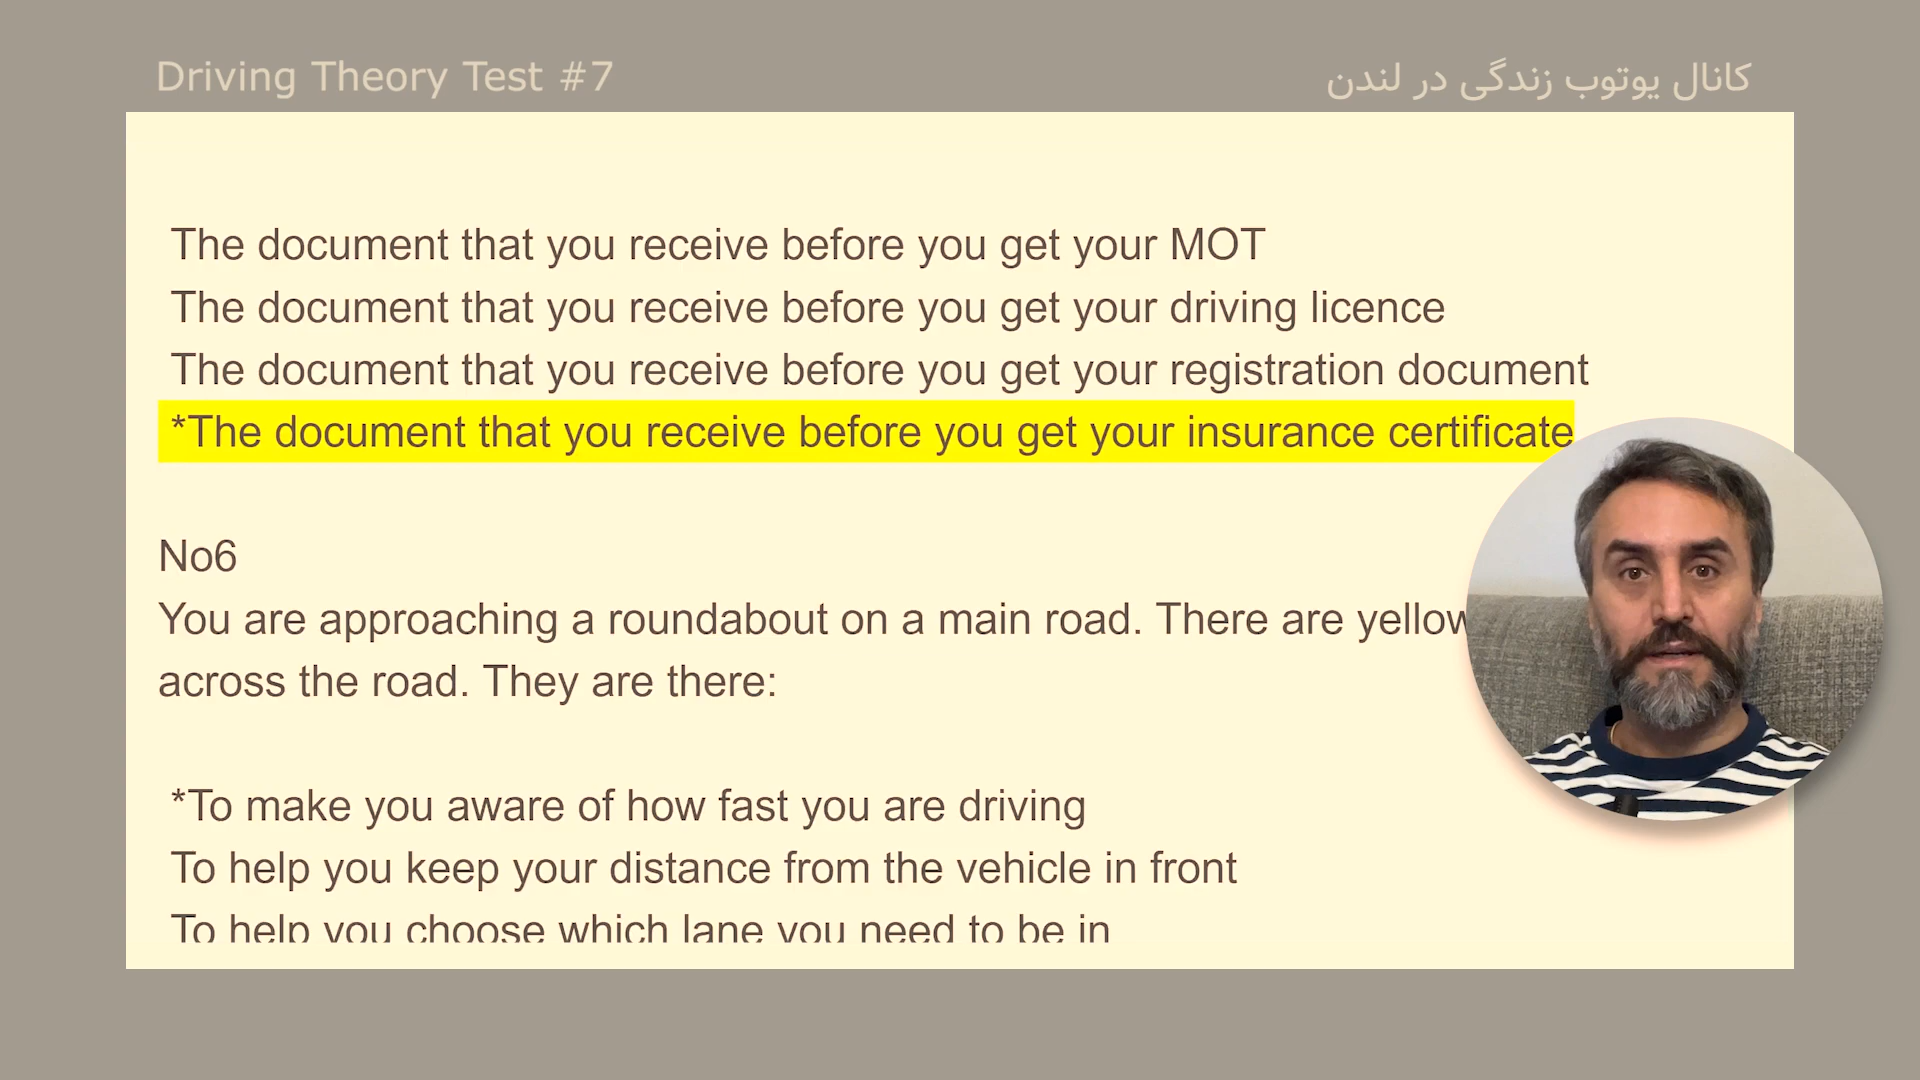 Driving Theory Test #7
کانال یوتوب زندگی در لندن
The document that you receive before you get your MOT
The document that you receive before you get your driving licence
The document that you receive before you get your registration document
*The document that you receive before you get your insurance certificate
No6
You are approaching a roundabout on a main road. There are yellow
across the road. They are there:
*To make you aware of how fast you are driving
To help you keep your distance from the vehicle in front
To help you choose which lane you need to be in